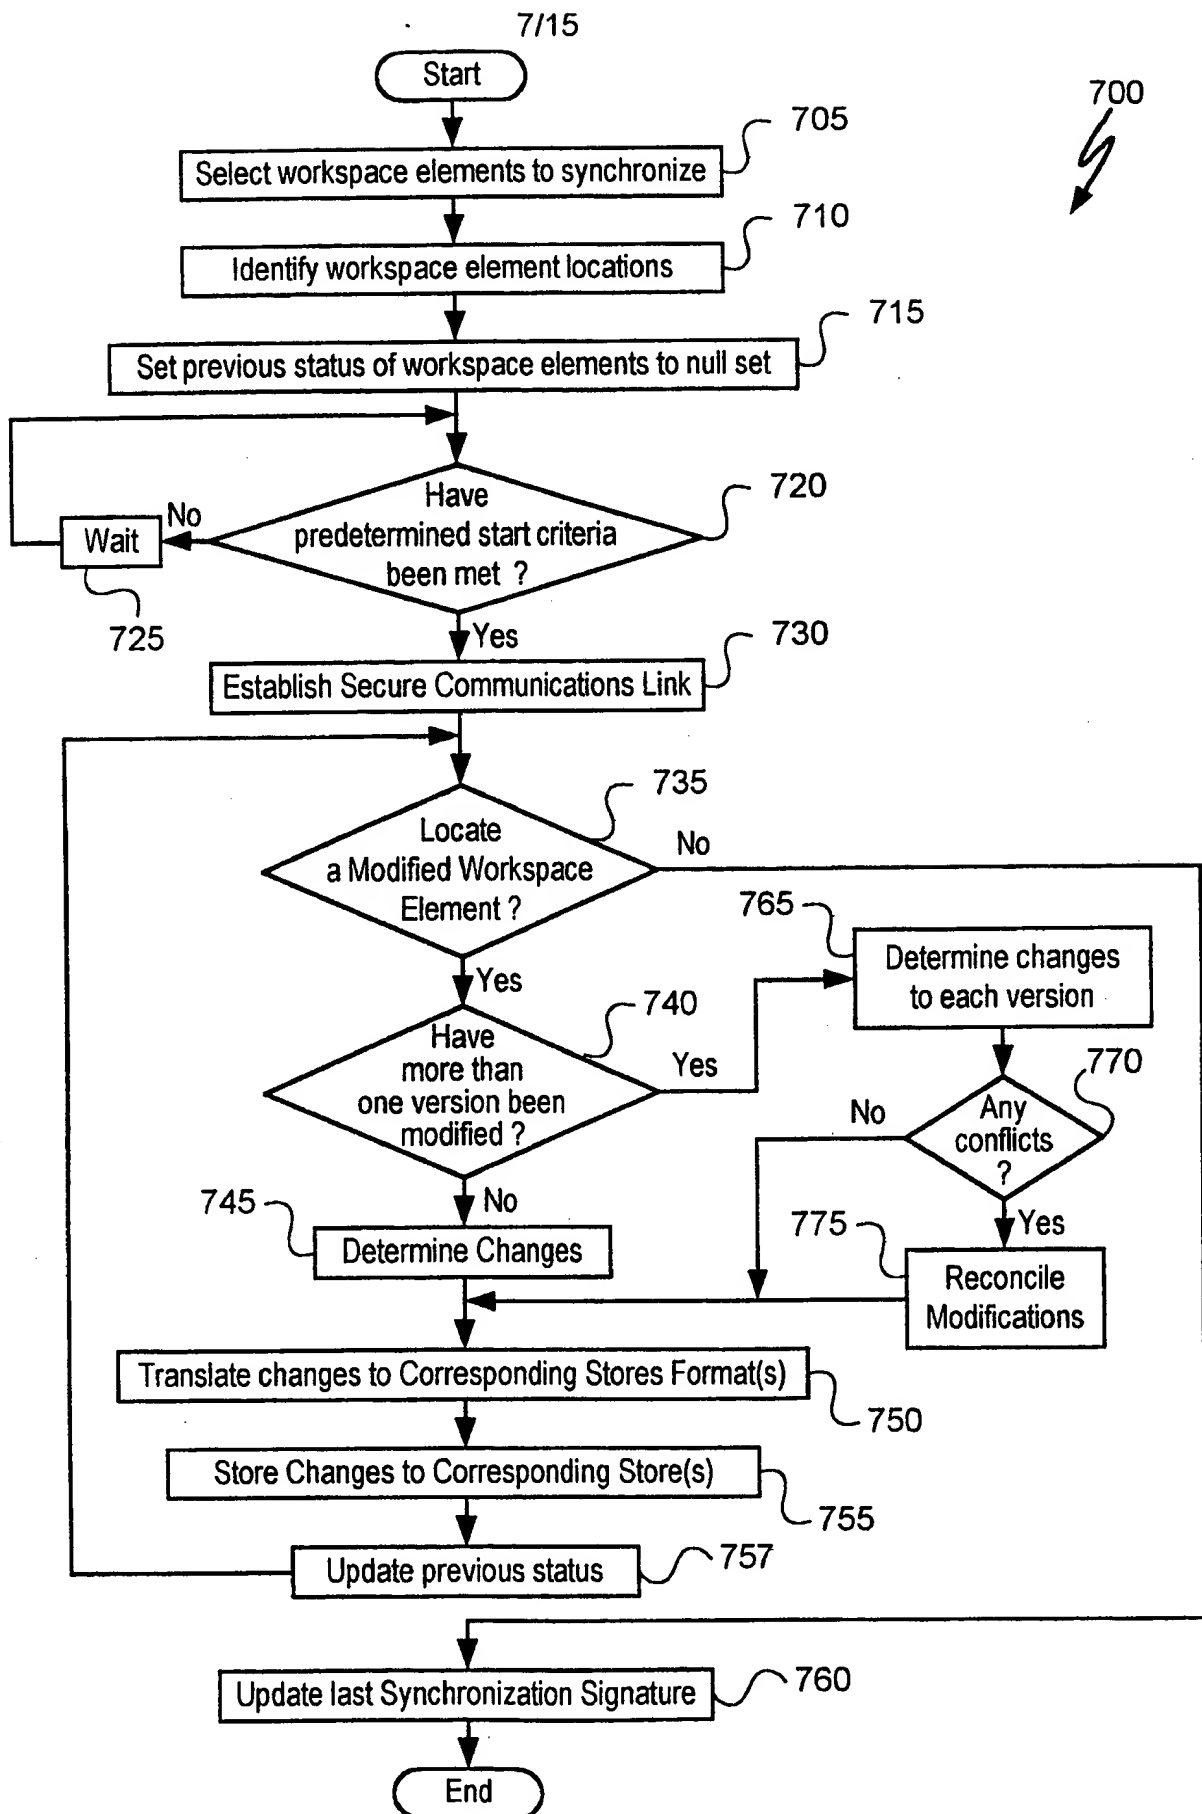 7/15
Start
700
705
Select workspace elements to synchronize
710
Identify workspace element locations
715
Set previous status of workspace elements to null set
720
Have
predetermined start criteria
been met ?
No
Wait
725
Yes
730
Establish Secure Communications Link
735
Locate
a Modified Workspace
Element ?
No
Yes
765
Determine changes
to each version
740
Have
more than
one version been
modified ?
Yes
770
Any
conflicts
?
No
No
745
Determine Changes
Yes
775
Reconcile
Modifications
Translate changes to Corresponding Stores Format(s)
750
Store Changes to Corresponding Store(s)
755
Update previous status
757
Update last Synchronization Signature
760
End